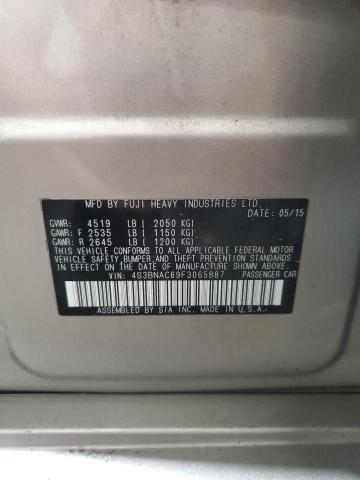 MFD BY FUJI HEAVY INDUSTRIES LTD.
DATE: 05/15
GVWR: 4519 LB ( 2050 KG)
GAWR: F 2535 LB ( 1150 KG)
GAWR: R 2645 LB ( 1200 KG)
THIS VEHICLE CONFORMS TO ALL APPLICABLE FEDERAL MOTOR
VEHICLE SAFETY, BUMPER, AND THEFT PREVENTION STANDARDS
IN EFFECT ON THE DATE OF MANUFACTURE SHOWN ABOVE.
VIN: 4S3BNAC69F3065887 PASSENGER CAR
ASSEMBLED BY SIA INC. MADE IN U.S.A.